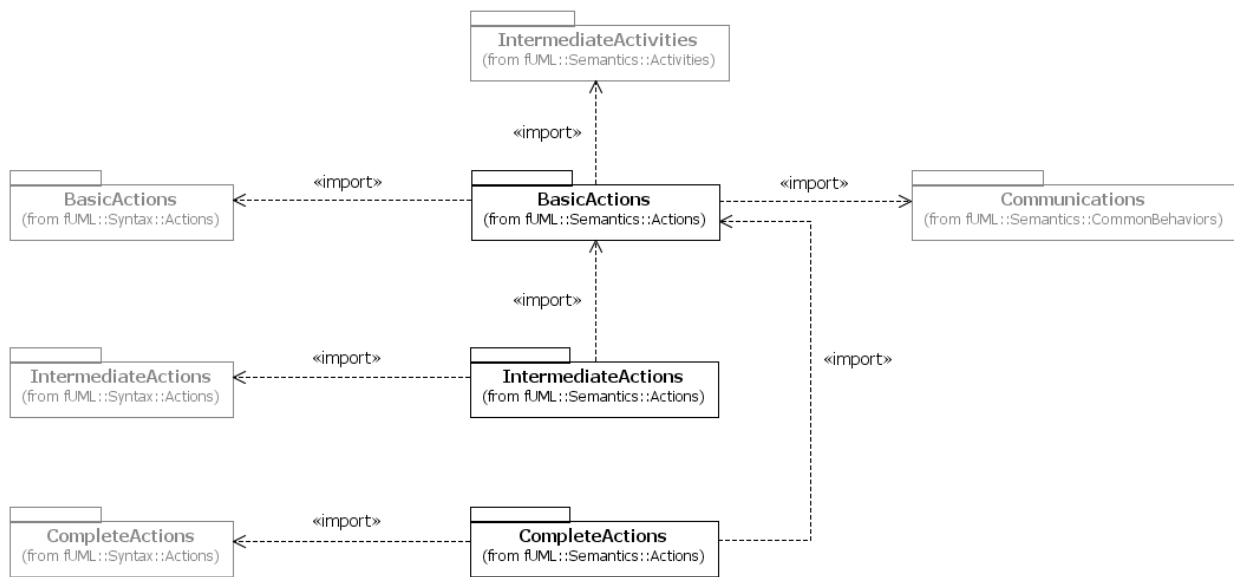 IntermediateActivities
(from fUML::Semantics::Activities)
«import»
«import»
«import»
BasicActions
(from fUML::Syntax::Actions)
BasicActions
(from fUML::Semantics::Actions)
Communications
(from fUML::Semantics::CommonBehaviors)
«import»
«import»
«import»
IntermediateActions
(from fUML::Syntax::Actions)
IntermediateActions
(from fUML::Semantics::Actions)
«import»
CompleteActions
(from fUML::Syntax::Actions)
CompleteActions
(from fUML::Semantics::Actions)